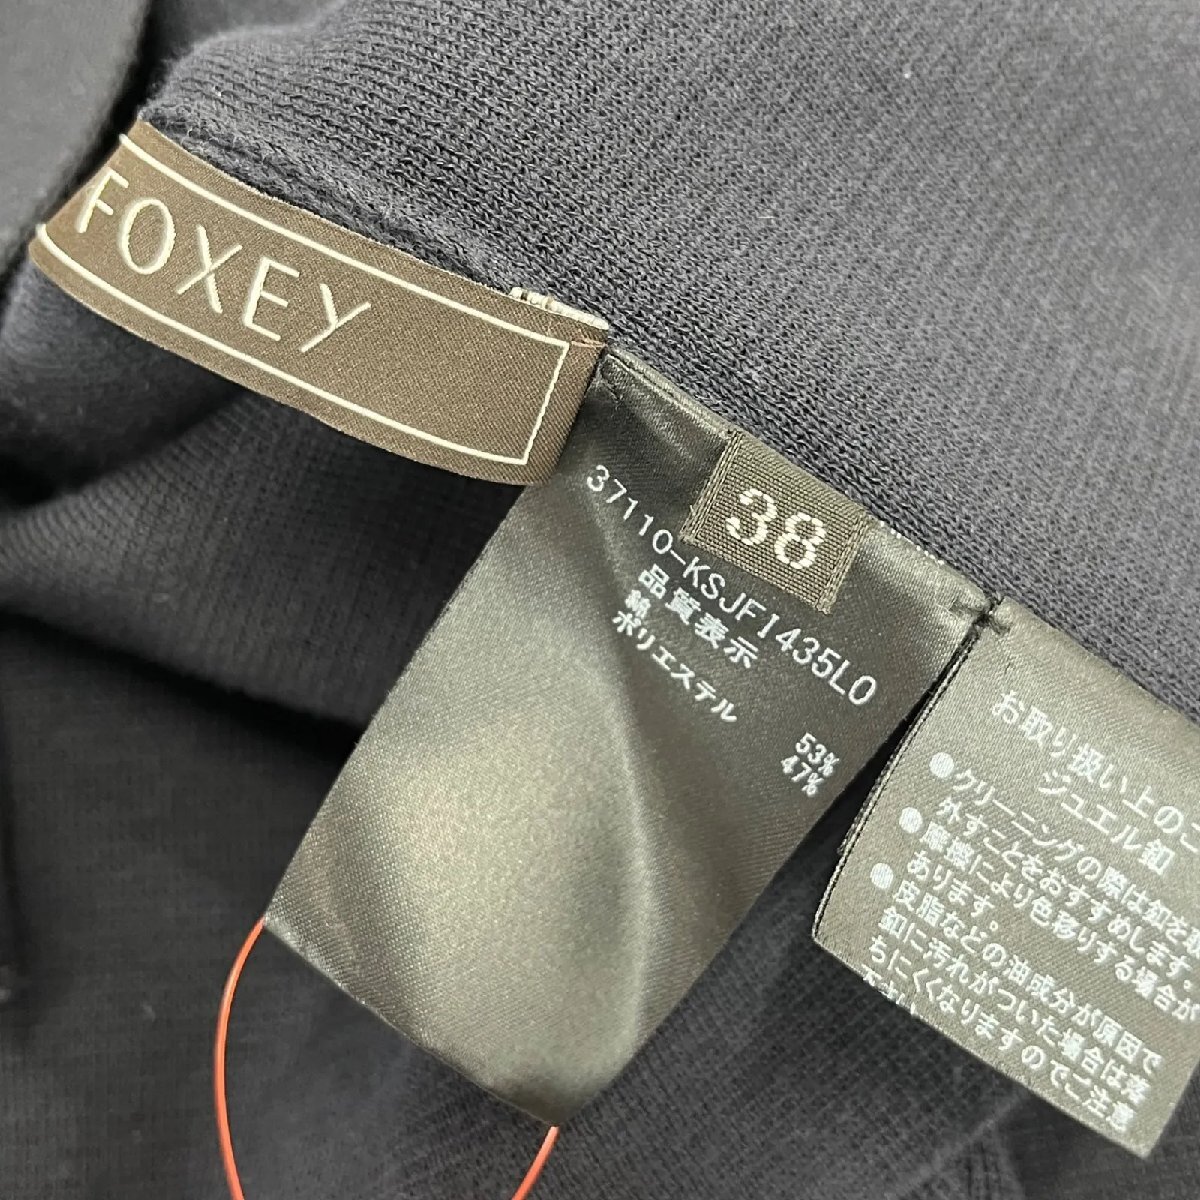 FOXEY
38
37110-KSJFI435LO
品質表示
綿 53%
ポリエステル 47%
お取り扱い上の
ジュエル釦
●クリーニングの際は釦を
外すことをおすすめします。
●摩擦により色移りする場合が
あります。
●皮脂などの油成分が原因で
釦に汚れがついた場合は落
ちにくくなりますのでご注意